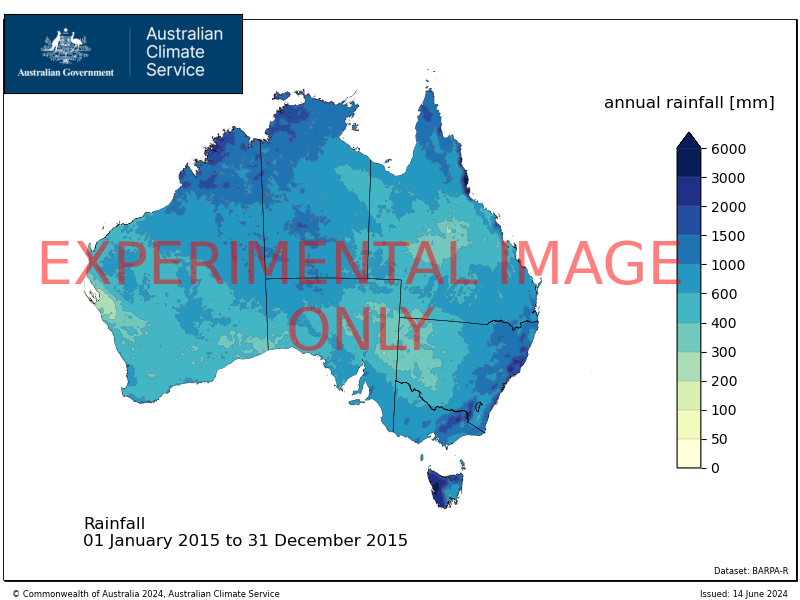 Australian Government
Australian
Climate
Service
annual rainfall [mm]
6000
3000
2000
1500
1000
600
400
300
200
100
50
0
EXPERIMENTAL IMAGE
ONLY
Rainfall
01 January 2015 to 31 December 2015
Dataset: BARPA-R
© Commonwealth of Australia 2024, Australian Climate Service
Issued: 14 June 2024